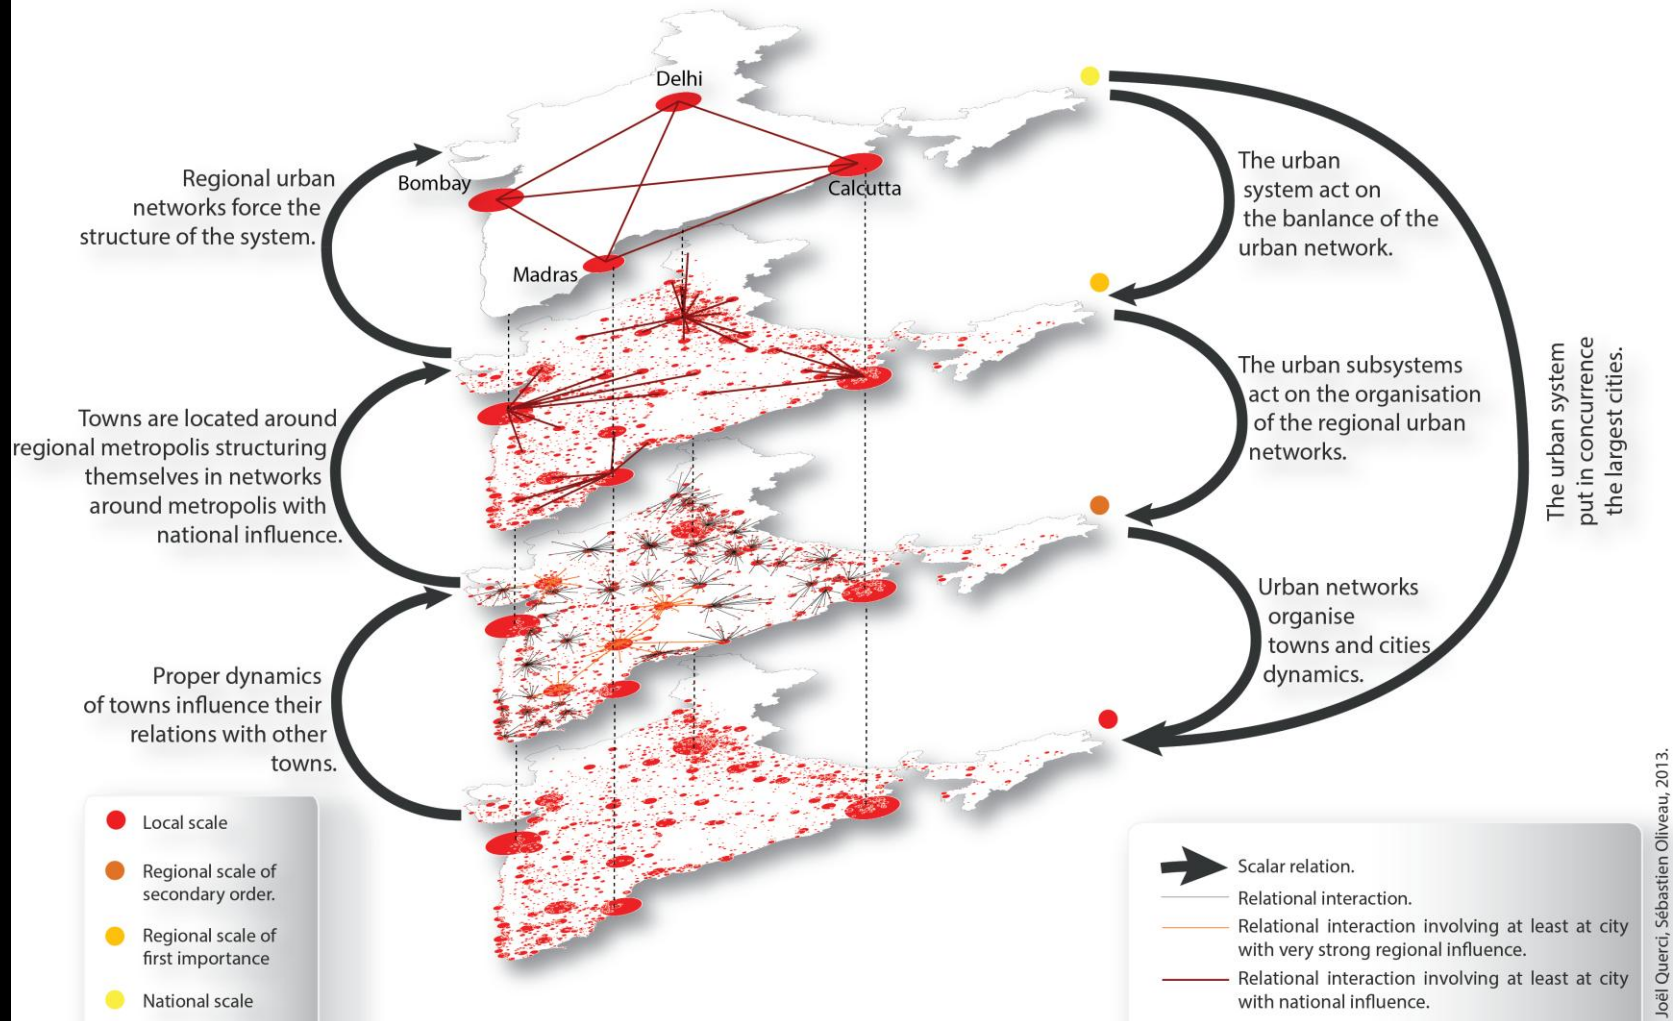 Delhi
Bombay
Calcutta
Madras
Regional urban
networks force the
structure of the system.
Towns are located around
regional metropolis structuring
themselves in networks
around metropolis with
national influence.
Proper dynamics
of towns influence their
relations with other
towns.
The urban
system act on
the banlance of the
urban network.
The urban subsystems
act on the organisation
of the regional urban
networks.
Urban networks
organise
towns and cities
dynamics.
The urban system
put in concurrence
the largest cities.
Local scale
Regional scale of
secondary order.
Regional scale of
first importance
National scale
Scalar relation.
Relational interaction.
Relational interaction involving at least at city
with very strong regional influence.
Relational interaction involving at least at city
with national influence.
Joël Querci, Sébastien Oliveau, 2013.